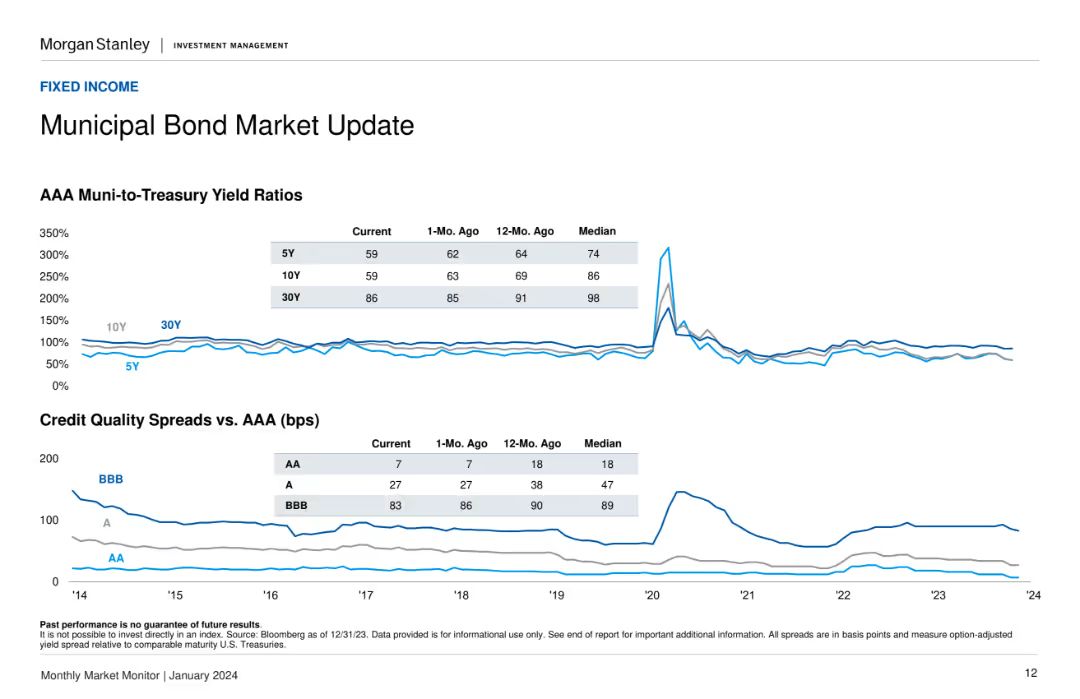 Morgan Stanley | INVESTMENT MANAGEMENT
FIXED INCOME
Municipal Bond Market Update
AAA Muni-to-Treasury Yield Ratios
350%
300%
250%
200%
150%
100%
50%
0%
Current 1-Mo. Ago 12-Mo. Ago Median
5Y 59 62 64 74
10Y 59 63 69 86
30Y 86 85 91 98
10Y
30Y
5Y
Credit Quality Spreads vs. AAA (bps)
200
100
0
Current 1-Mo. Ago 12-Mo. Ago Median
AA 7 7 18 18
A 27 27 38 47
BBB 83 86 90 89
BBB
A
AA
'14 '15 '16 '17 '18 '19 '20 '21 '22 '23 '24
Past performance is no guarantee of future results.
It is not possible to invest directly in an index. Source: Bloomberg as of 12/31/23. Data provided is for informational use only. See end of report for important additional information. All spreads are in basis points and measure option-adjusted
yield spread relative to comparable maturity U.S. Treasuries.
Monthly Market Monitor | January 2024
12